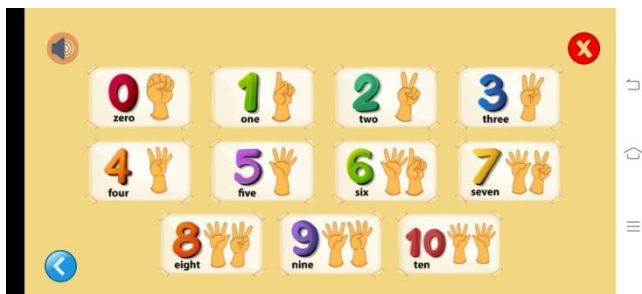 0
zero
1
one
2
two
3
three
4
four
5
five
6
six
7
seven
8
eight
9
nine
10
ten